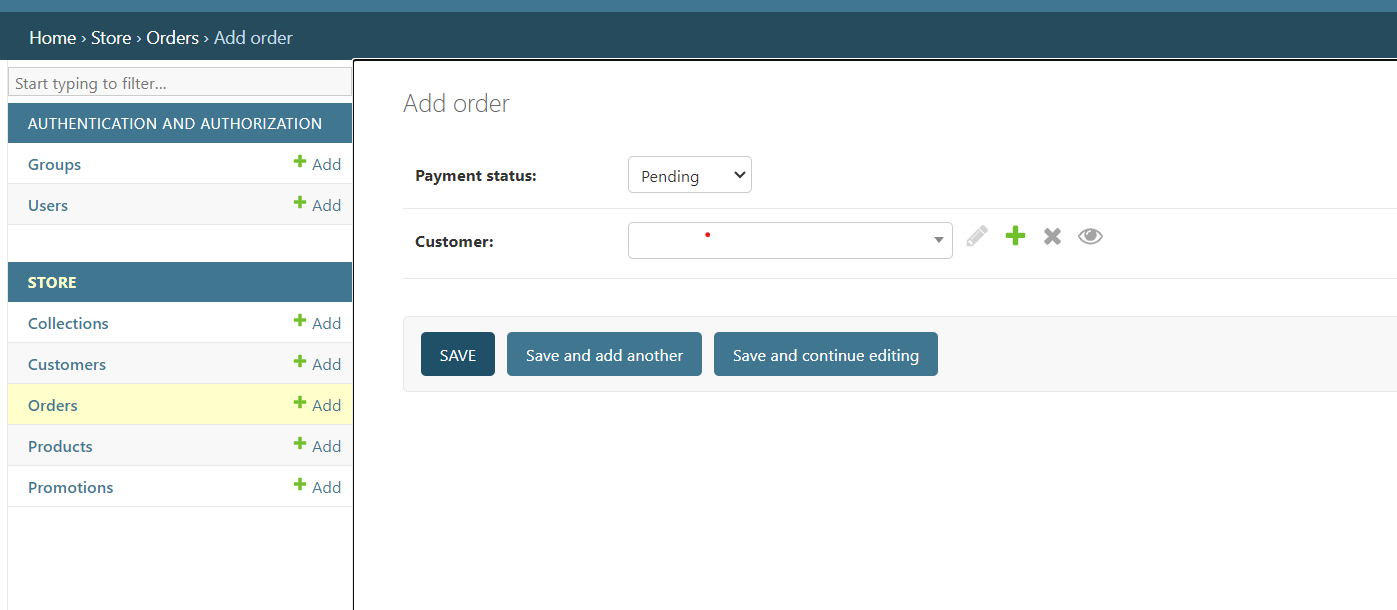 Home › Store › Orders › Add order
Start typing to filter...
AUTHENTICATION AND AUTHORIZATION
Groups Add
Users Add
STORE
Collections Add
Customers Add
Orders Add
Products Add
Promotions Add
Add order
Payment status: Pending
Customer:
SAVE Save and add another Save and continue editing